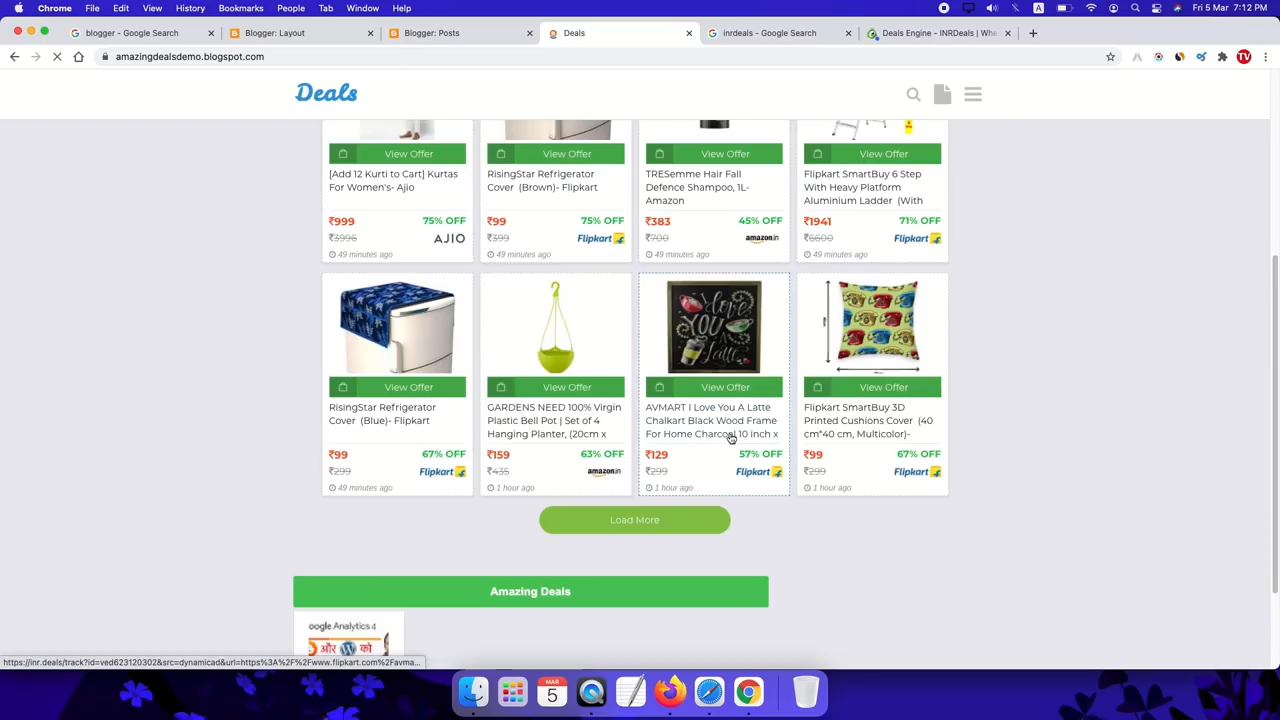 Chrome File Edit View History Bookmarks People Tab Window Help
A Fri 5 Mar 7:12 PM
blogger - Google Search
Blogger: Layout
Blogger: Posts
Deals
inrdeals - Google Search
Deals Engine - INRDeals | Whe
amazingdealsdemo.blogspot.com
TV
Deals
View Offer
View Offer
View Offer
View Offer
[Add 12 Kurti to Cart] Kurtas
For Women's- Ajio
RisingStar Refrigerator
Cover (Brown)- Flipkart
TRESemme Hair Fall
Defence Shampoo, 1L-
Amazon
Flipkart SmartBuy 6 Step
With Heavy Platform
Aluminium Ladder (With
₹999 75% OFF
₹3996 AJIO
49 minutes ago
₹99 75% OFF
₹399 Flipkart
49 minutes ago
₹383 45% OFF
₹700 amazon.in
49 minutes ago
₹1941 71% OFF
₹6600 Flipkart
49 minutes ago
I Love
YOU
A
Latte
View Offer
View Offer
View Offer
View Offer
RisingStar Refrigerator
Cover (Blue)- Flipkart
GARDENS NEED 100% Virgin
Plastic Bell Pot | Set of 4
Hanging Planter, (20cm x
AVMART I Love You A Latte
Chalkart Black Wood Frame
For Home Charcoal 10 inch x
Flipkart SmartBuy 3D
Printed Cushions Cover (40
cm*40 cm, Multicolor)-
₹99 67% OFF
₹299 Flipkart
49 minutes ago
₹159 63% OFF
₹435 amazon.in
1 hour ago
₹129 57% OFF
₹299 Flipkart
1 hour ago
₹99 67% OFF
₹299 Flipkart
1 hour ago
Load More
Amazing Deals
oogle Analytics 4
और को
https://inr.deals/track?id=ved623120302&src=dynamicad&url=https%3A%2F%2Fwww.flipkart.com%2Favma...
MAR
5